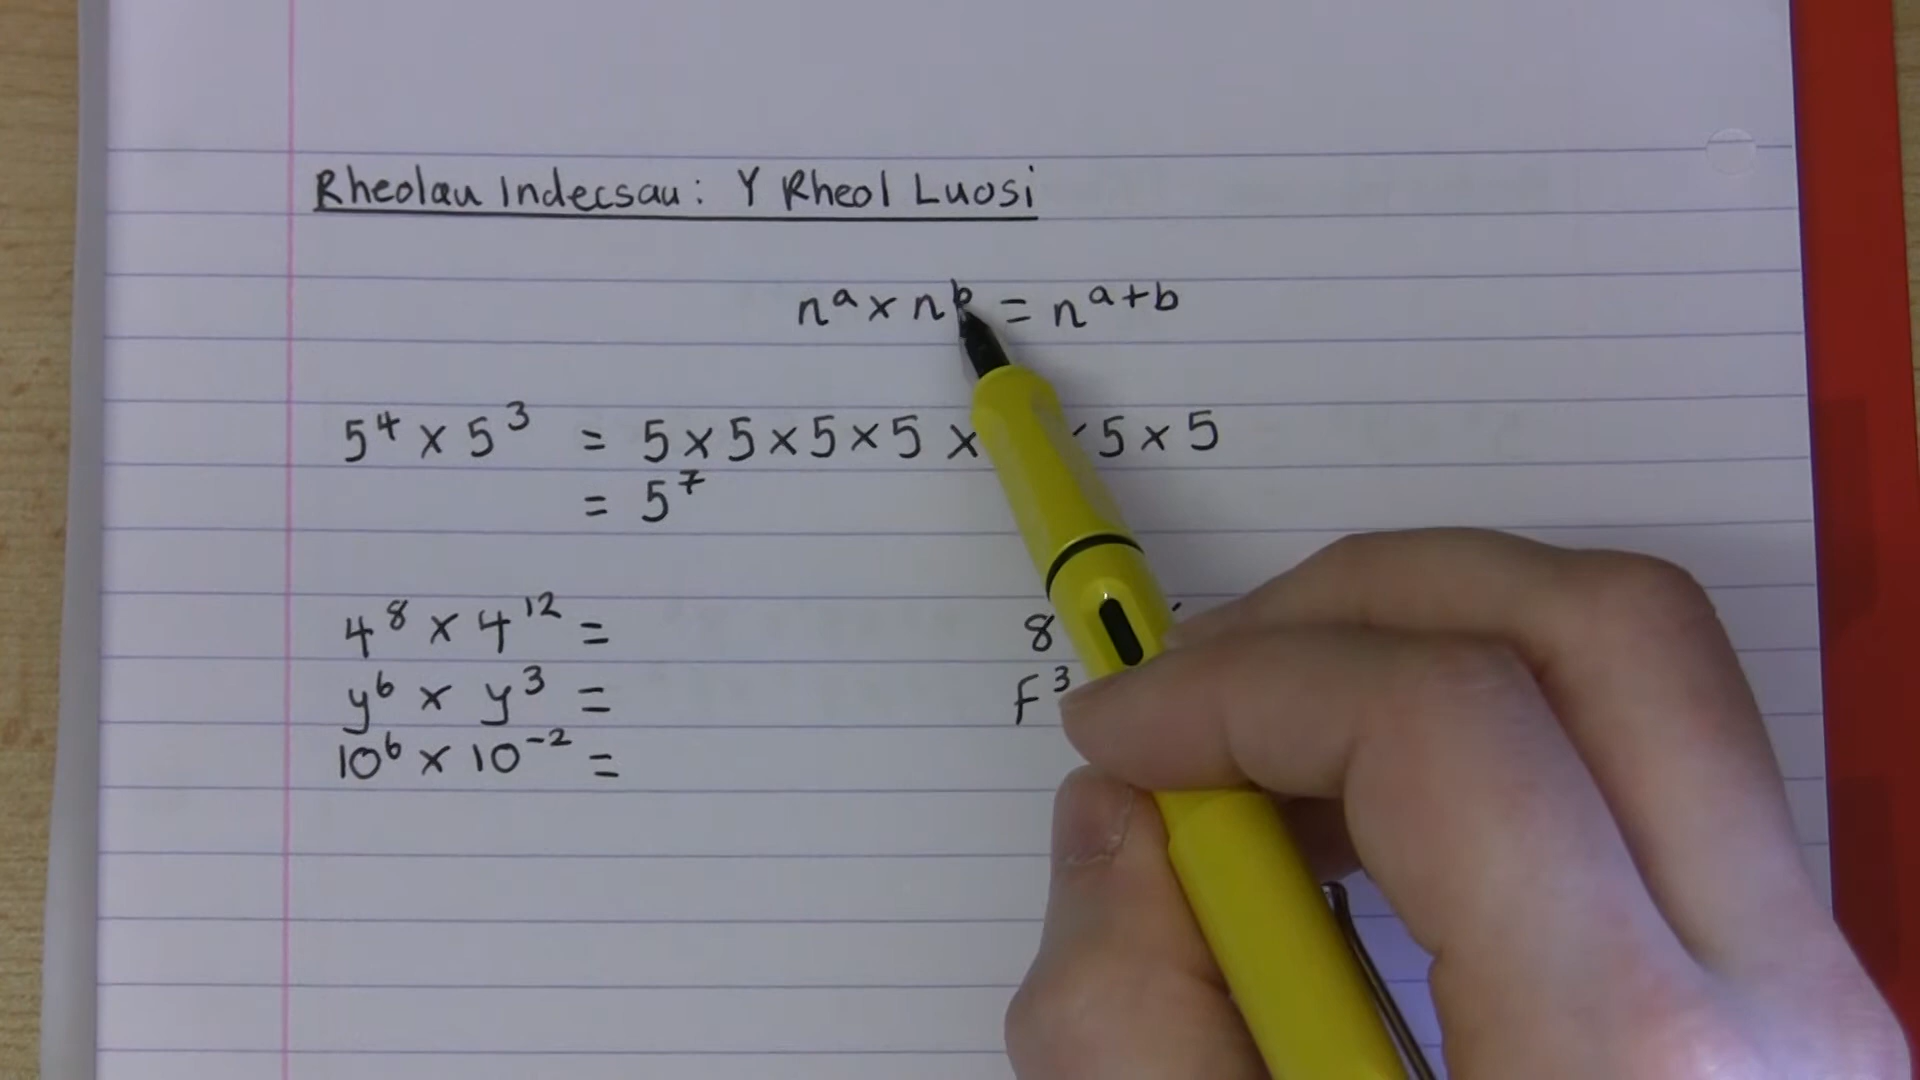 Rheolau Indecsau: Y Rheol Luosi
nᵃ × nᵇ = nᵃ⁺ᵇ
5⁴ × 5³ = 5 × 5 × 5 × 5 × 5 × 5
= 5⁷
4⁸ × 4¹² = 8
y⁶ × y³ = F³
10⁶ × 10⁻² =